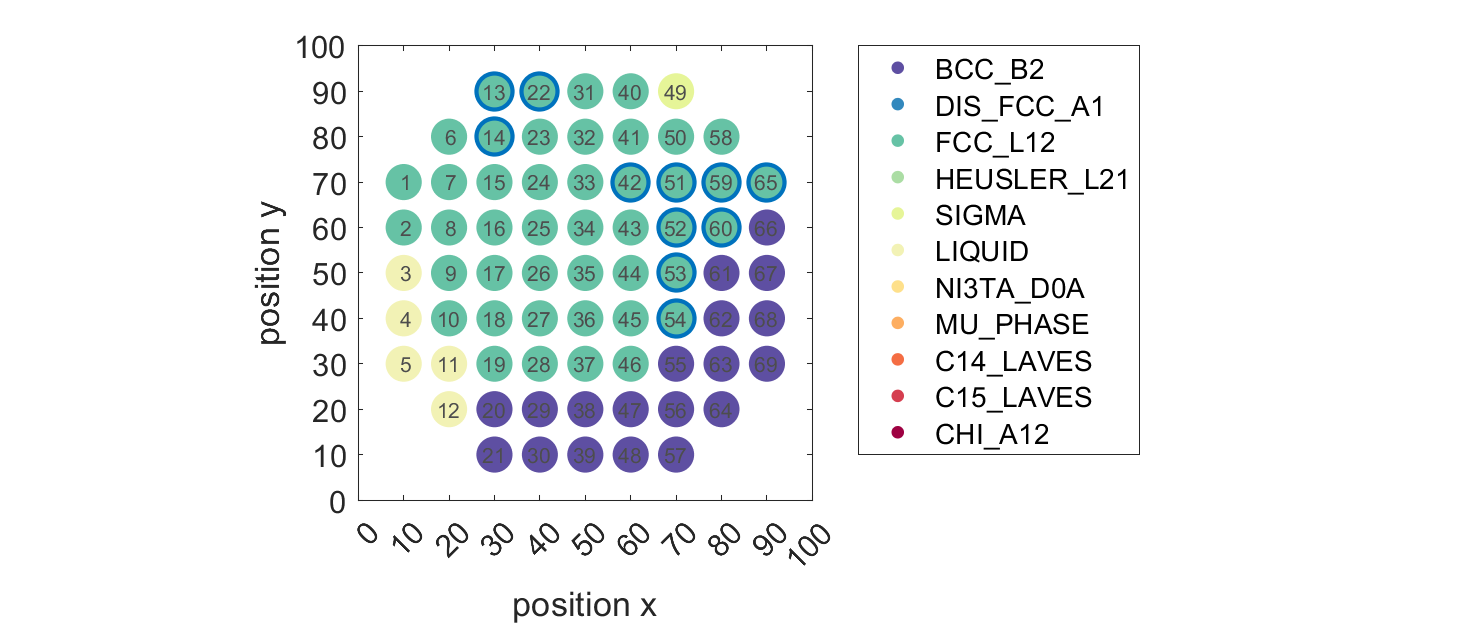 100
90
80
70
60
50
40
30
20
10
0
position y
13 22 31 40 49
6 14 23 32 41 50 58
1 7 15 24 33 42 51 59 65
2 8 16 25 34 43 52 60 66
3 9 17 26 35 44 53 61 67
4 10 18 27 36 45 54 62 68
5 11 19 28 37 46 55 63 69
12 20 29 38 47 56 64
21 30 39 48 57
0 10 20 30 40 50 60 70 80 90 100
position x
BCC_B2
DIS_FCC_A1
FCC_L12
HEUSLER_L21
SIGMA
LIQUID
NI3TA_D0A
MU_PHASE
C14_LAVES
C15_LAVES
CHI_A12